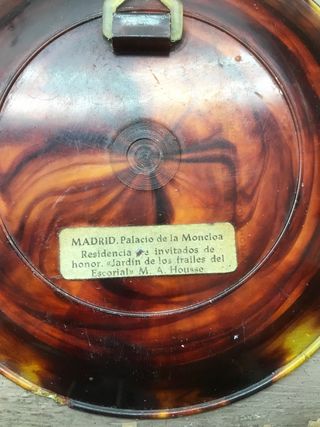 MADRID. Palacio de la Moncloa
Residencia de invitados de
honor. «Jardín de los frailes del
Escorial» M. A. Housse